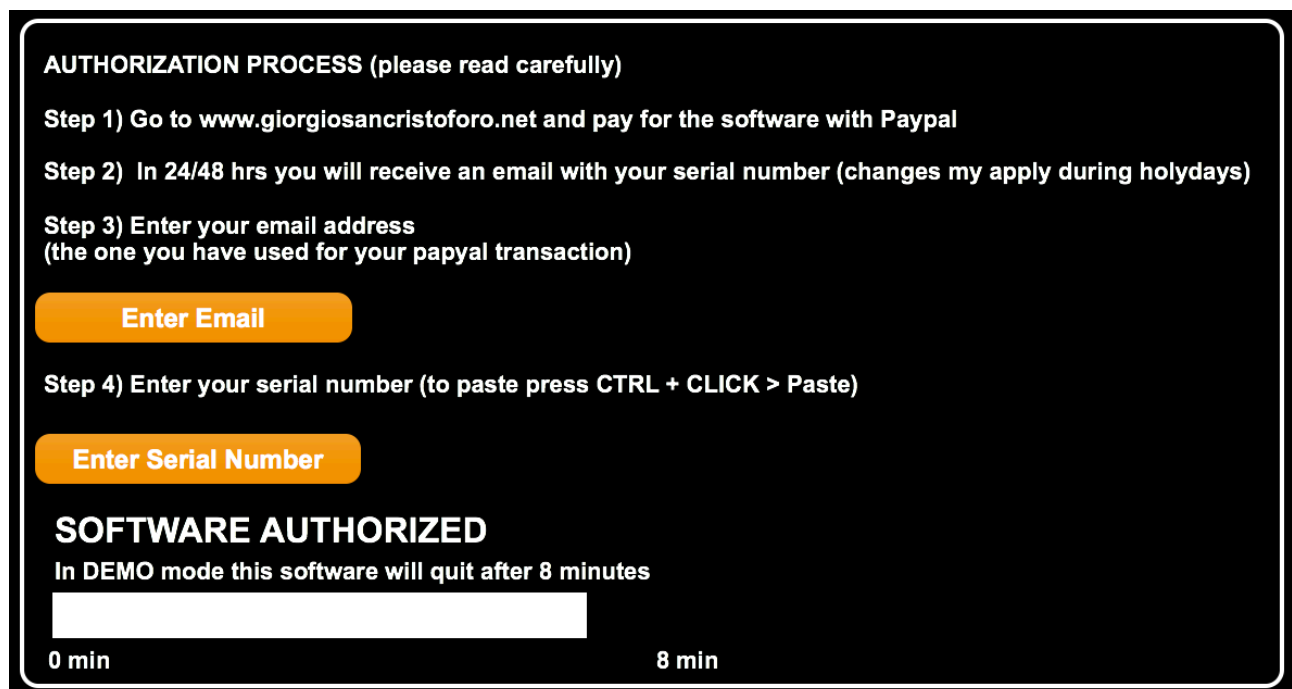 AUTHORIZATION PROCESS (please read carefully)
Step 1) Go to www.giorgiosancristoforo.net and pay for the software with Paypal
Step 2)  In 24/48 hrs you will receive an email with your serial number (changes my apply during holydays)
Step 3) Enter your email address
(the one you have used for your papyal transaction)
Enter Email
Step 4) Enter your serial number (to paste press CTRL + CLICK > Paste)
Enter Serial Number
SOFTWARE AUTHORIZED
In DEMO mode this software will quit after 8 minutes
0 min 8 min